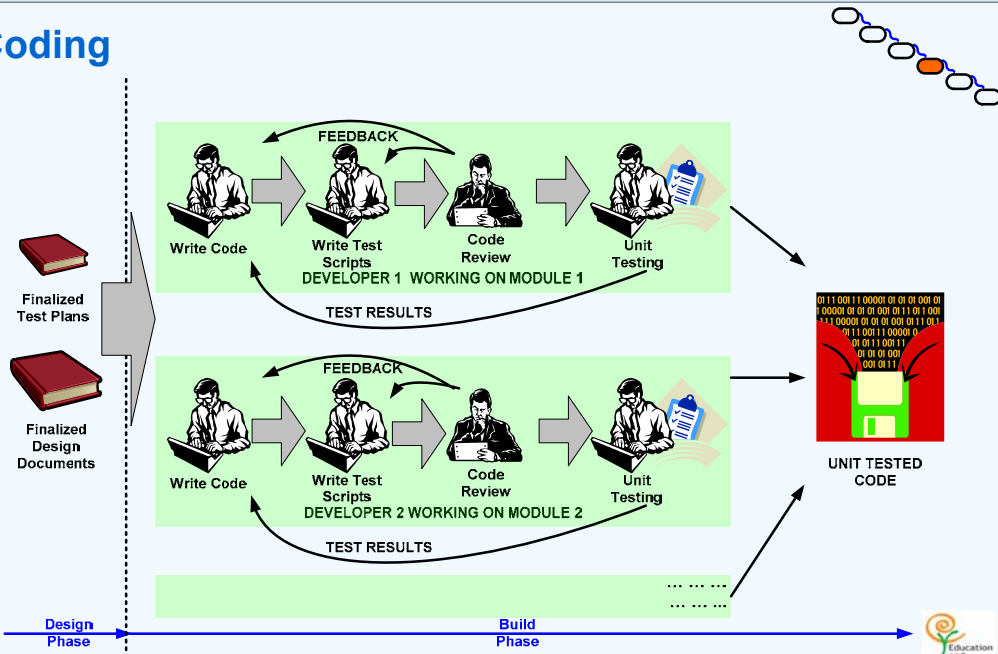 Coding
FEEDBACK
Write Code
Write Test
Scripts
Code
Review
Unit
Testing
DEVELOPER 1 WORKING ON MODULE 1
TEST RESULTS
Finalized
Test Plans
Finalized
Design
Documents
FEEDBACK
Write Code
Write Test
Scripts
Code
Review
Unit
Testing
DEVELOPER 2 WORKING ON MODULE 2
TEST RESULTS
... ... ...
... ... ...
UNIT TESTED
CODE
Design
Phase
Build
Phase
Education